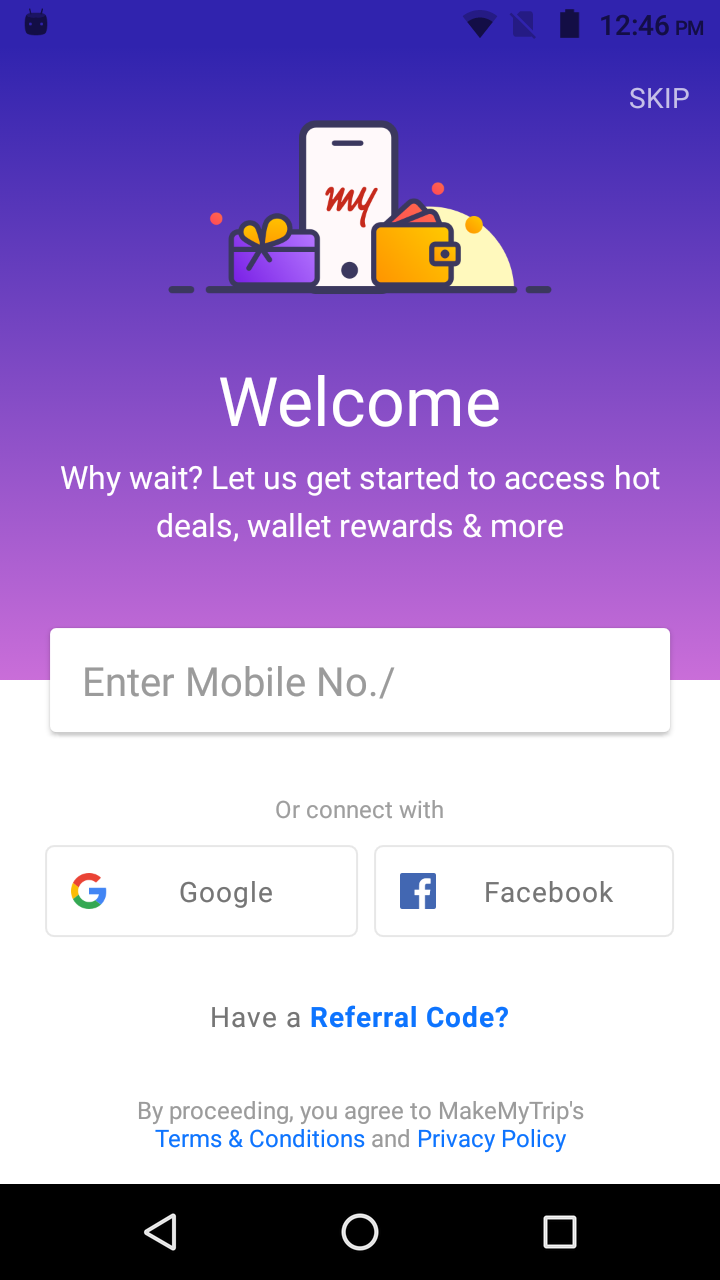 12:46 PM
SKIP
my
Welcome
Why wait? Let us get started to access hot
deals, wallet rewards & more
Enter Mobile No./
Or connect with
Google
Facebook
Have a Referral Code?
By proceeding, you agree to MakeMyTrip's
Terms & Conditions and Privacy Policy